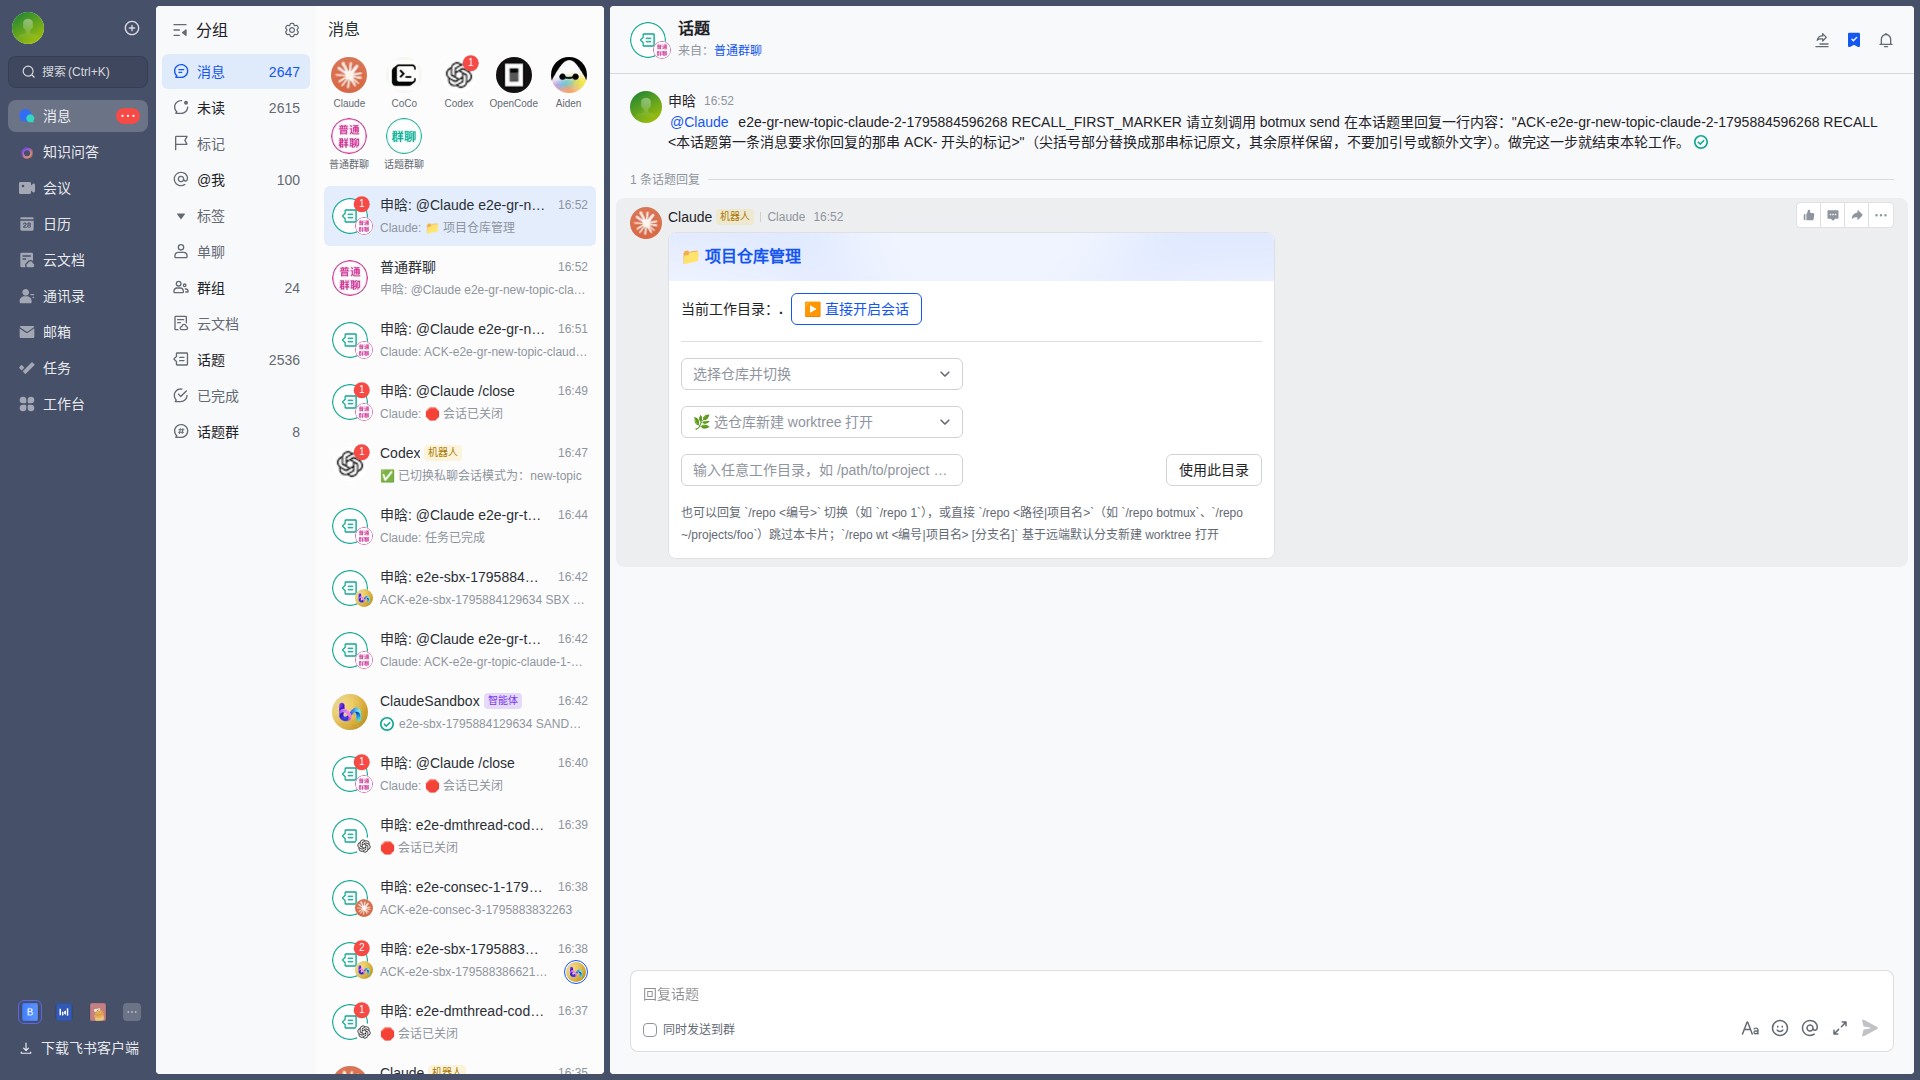 搜索 (Ctrl+K)
消息
知识问答
会议
日历
云文档
通讯录
邮箱
任务
工作台
下载飞书客户端
分组
消息 2647
未读 2615
标记
@我 100
标签
单聊
群组 24
云文档
话题 2536
已完成
话题群 8
消息
Claude
CoCo
1
Codex
OpenCode
Aiden
普通群聊
普通群聊
群聊
话题群聊
1
申晗: @Claude e2e-gr-n... 16:52
Claude: 📁 项目仓库管理
普通群聊
普通群聊 16:52
申晗: @Claude e2e-gr-new-topic-cla...
申晗: @Claude e2e-gr-n... 16:51
Claude: ACK-e2e-gr-new-topic-claud...
1
申晗: @Claude /close 16:49
Claude: 🛑 会话已关闭
1
Codex 机器人 16:47
✅ 已切换私聊会话模式为：new-topic
申晗: @Claude e2e-gr-t... 16:44
Claude: 任务已完成
申晗: e2e-sbx-1795884... 16:42
ACK-e2e-sbx-1795884129634 SBX ...
申晗: @Claude e2e-gr-t... 16:42
Claude: ACK-e2e-gr-topic-claude-1-...
ClaudeSandbox 智能体 16:42
e2e-sbx-1795884129634 SAND...
1
申晗: @Claude /close 16:40
Claude: 🛑 会话已关闭
申晗: e2e-dmthread-cod... 16:39
🛑 会话已关闭
申晗: e2e-consec-1-179... 16:38
ACK-e2e-consec-3-1795883832263
2
申晗: e2e-sbx-1795883... 16:38
ACK-e2e-sbx-179588386621...
1
申晗: e2e-dmthread-cod... 16:37
🛑 会话已关闭
Claude 机器人 16:35
话题
来自：普通群聊
申晗 16:52
@Claude e2e-gr-new-topic-claude-2-1795884596268 RECALL_FIRST_MARKER 请立刻调用 botmux send 在本话题里回复一行内容："ACK-e2e-gr-new-topic-claude-2-1795884596268 RECALL
<本话题第一条消息要求你回复的那串 ACK- 开头的标记>"（尖括号部分替换成那串标记原文，其余原样保留，不要加引号或额外文字）。做完这一步就结束本轮工作。
1 条话题回复
Claude 机器人 Claude 16:52
📁 项目仓库管理
当前工作目录：. ▶️ 直接开启会话
选择仓库并切换
🌿 选仓库新建 worktree 打开
输入任意工作目录，如 /path/to/project ... 使用此目录
也可以回复 `/repo <编号>` 切换（如 `/repo 1`），或直接 `/repo <路径|项目名>`（如 `/repo botmux`、`/repo
~/projects/foo`）跳过本卡片；`/repo wt <编号|项目名> [分支名]` 基于远端默认分支新建 worktree 打开
回复话题
同时发送到群